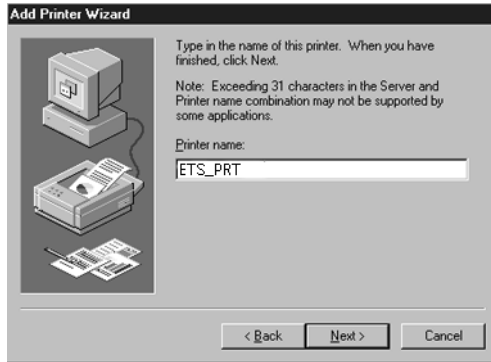 Add Printer Wizard
Type in the name of this printer. When you have
finished, click Next.
Note: Exceeding 31 characters in the Server and
Printer name combination may not be supported by
some applications.
Printer name:
ETS_PRT
< Back
Next >
Cancel